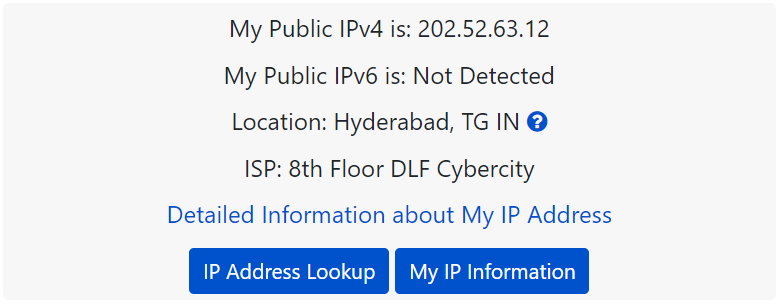 My Public IPv4 is: 202.52.63.12
My Public IPv6 is: Not Detected
Location: Hyderabad, TG IN ?
ISP: 8th Floor DLF Cybercity
Detailed Information about My IP Address
IP Address Lookup My IP Information